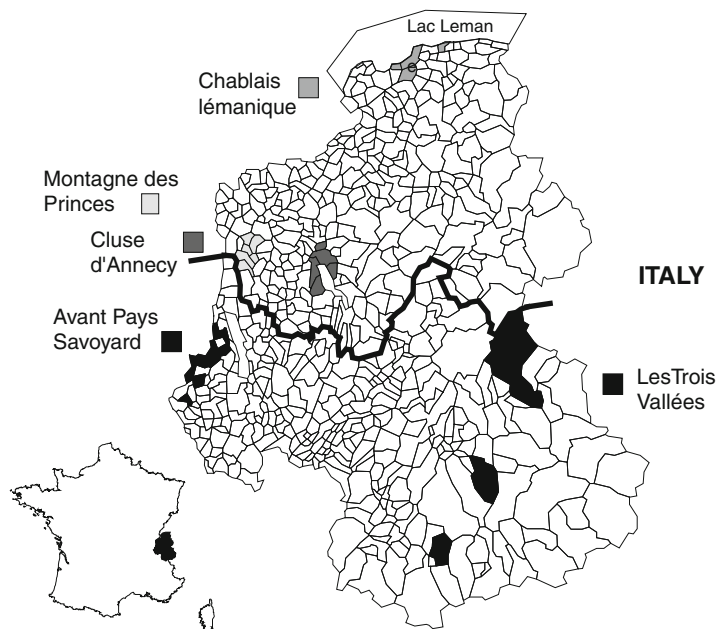 Lac Leman
Chablais
lémanique
Montagne des
Princes
Cluse
d'Annecy
ITALY
Avant Pays
Savoyard
LesTrois
Vallées